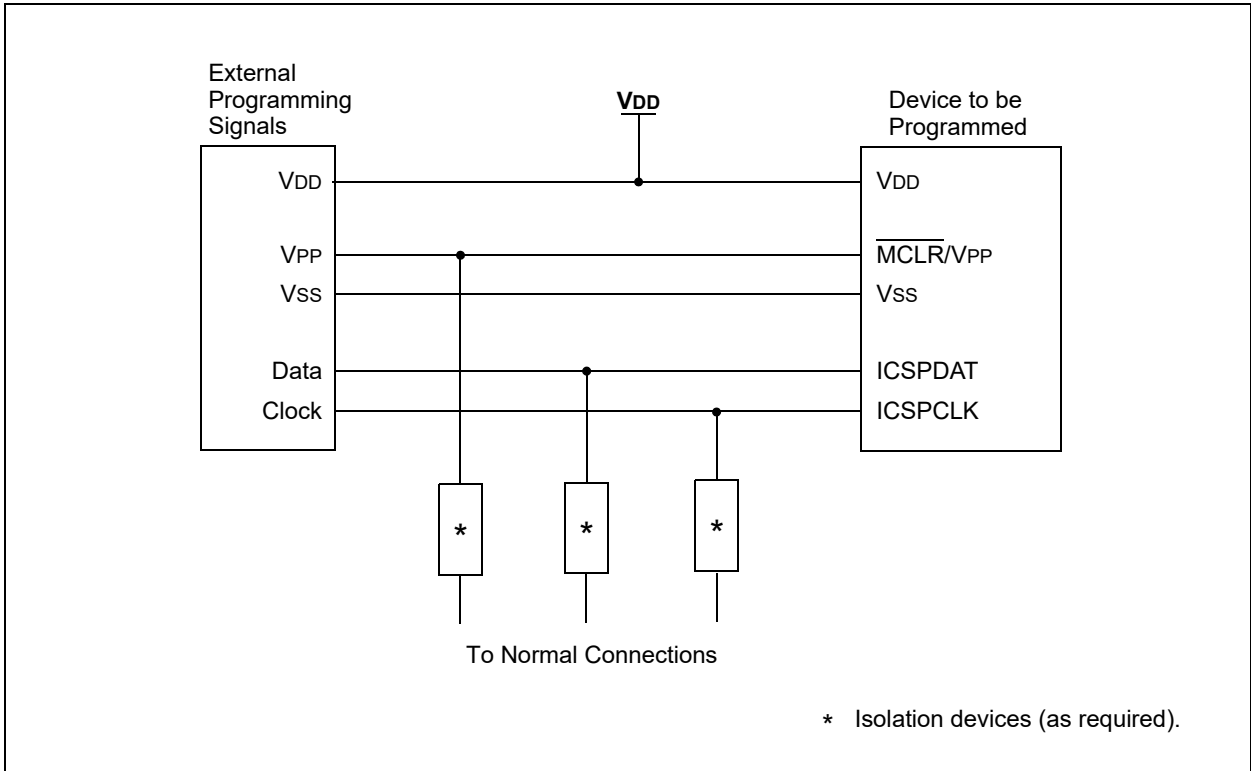 External
Programming
Signals
VDD
Device to be
Programmed
VDD
VDD
VPP
MCLR/VPP
VSS
VSS
Data
ICSPDAT
Clock
ICSPCLK
* * *
To Normal Connections
* Isolation devices (as required).